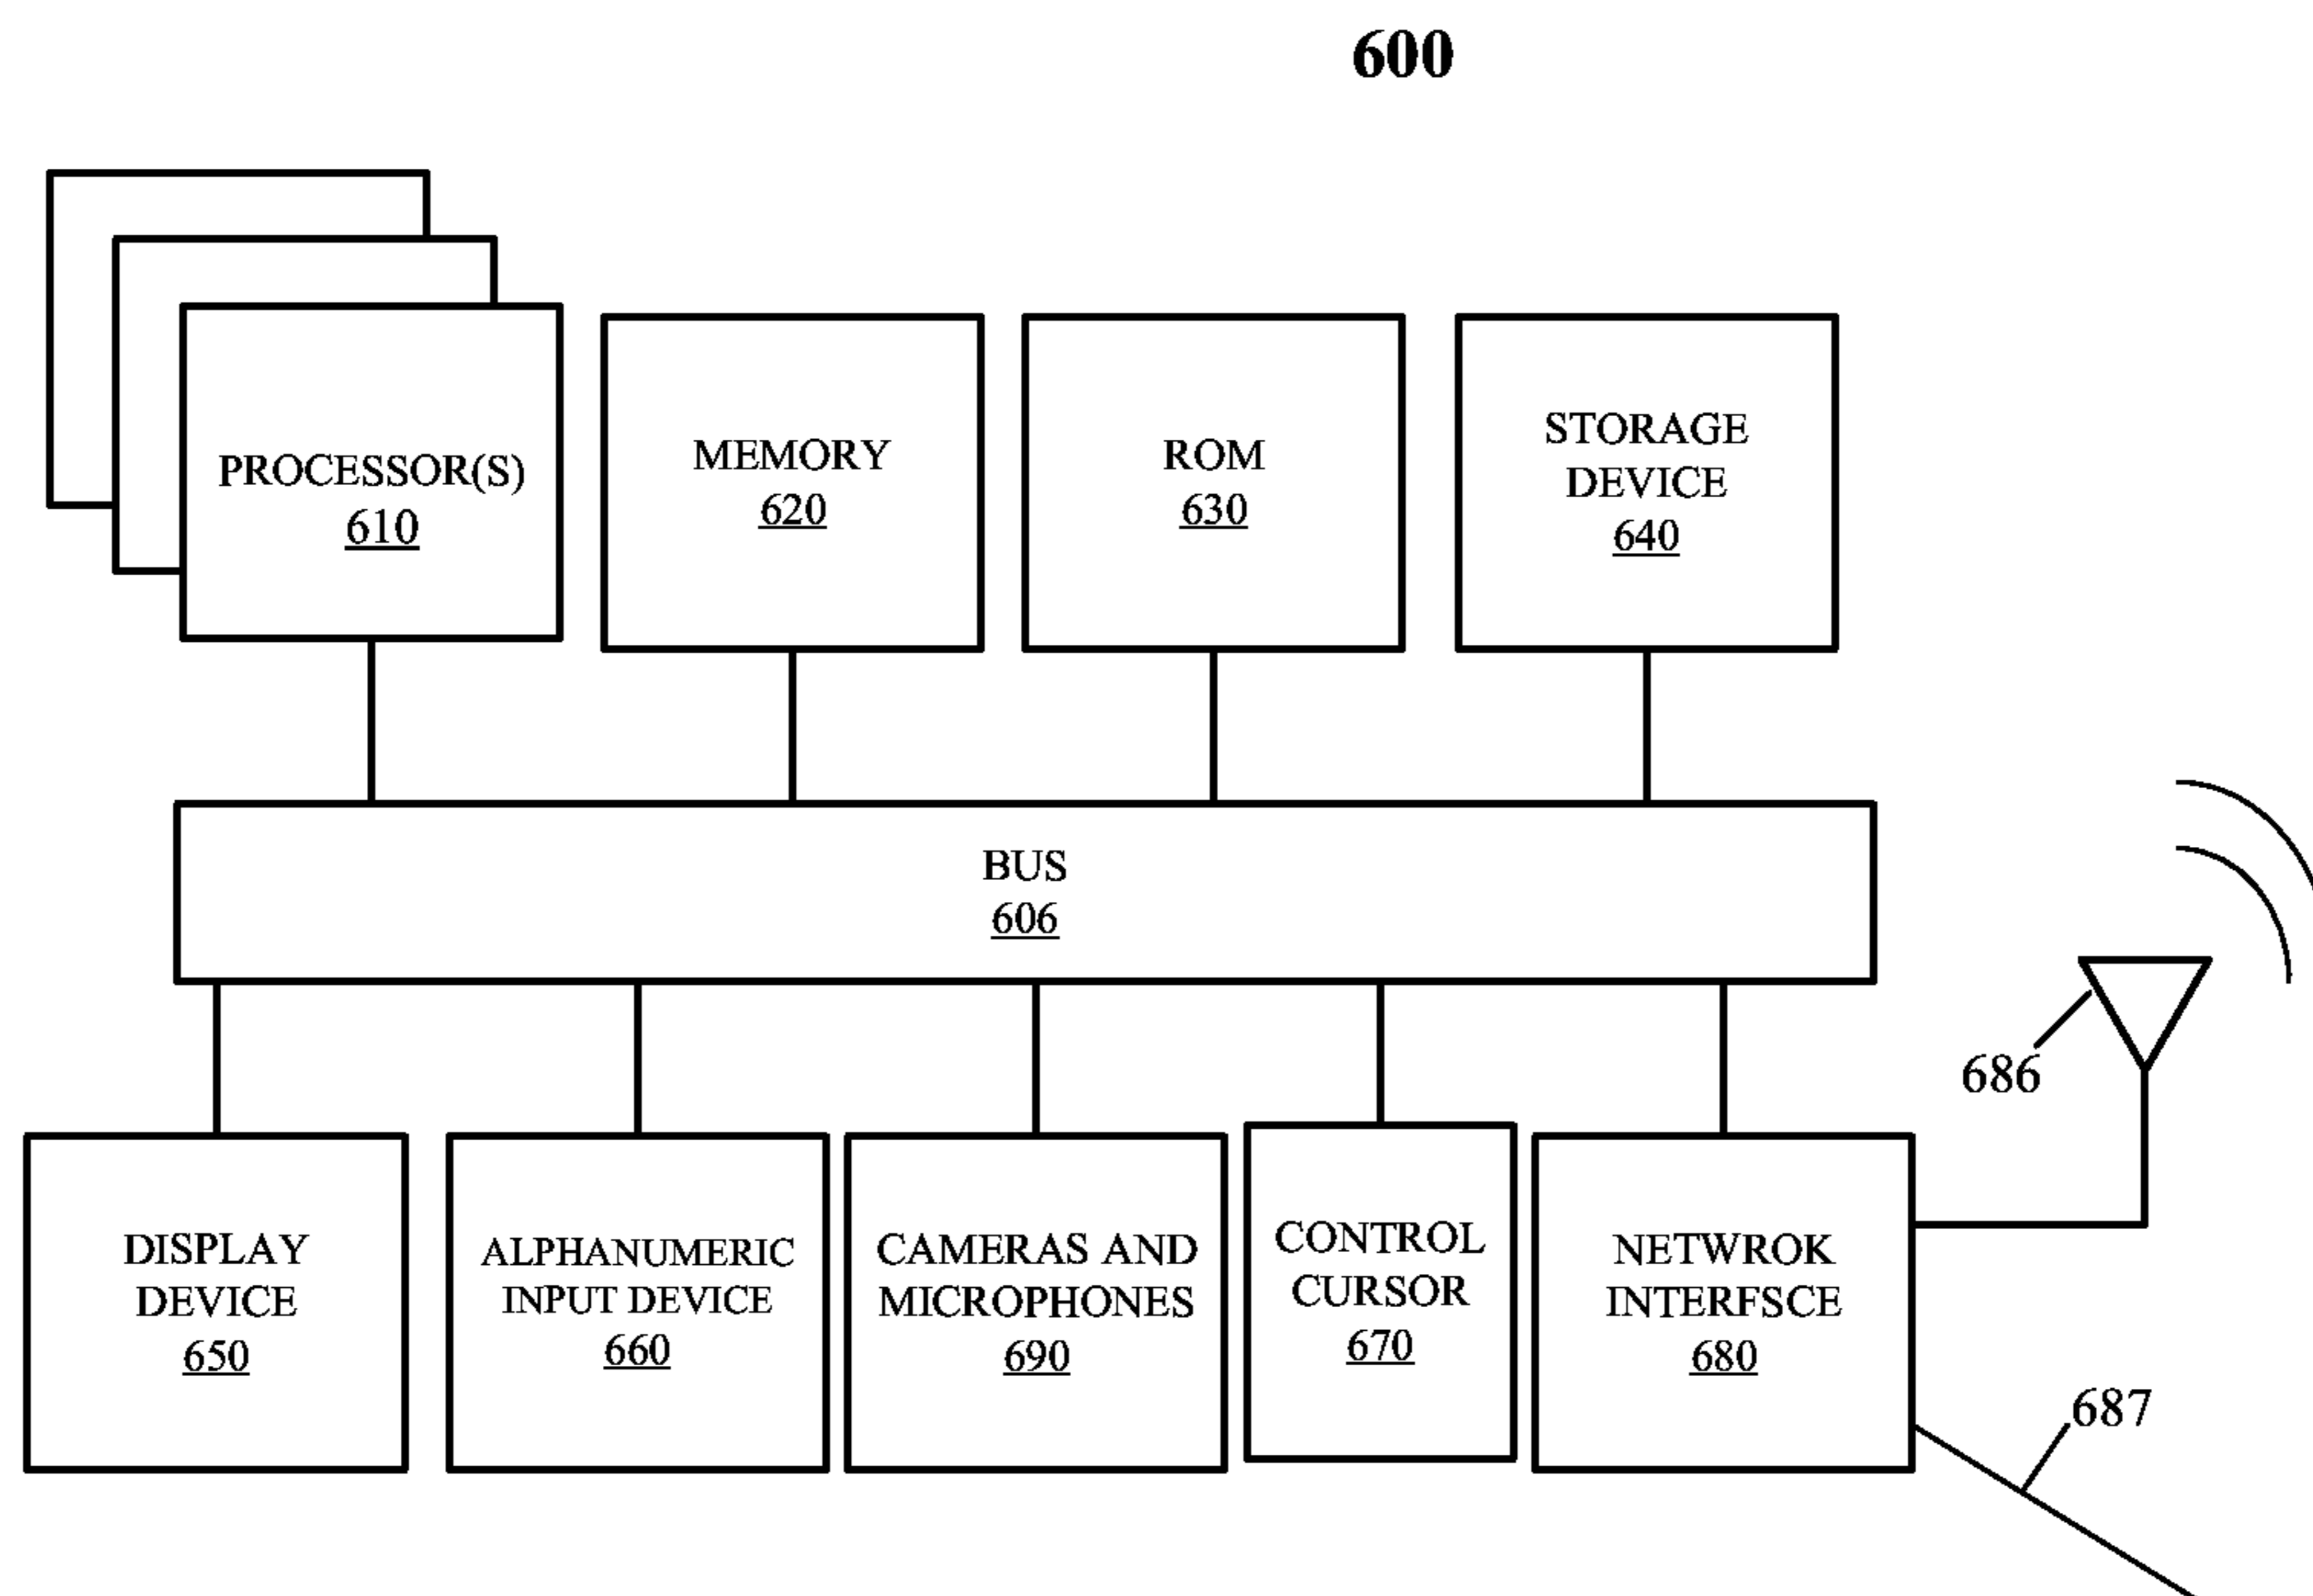 600
PROCESSOR(S)
610
MEMORY
620
ROM
630
STORAGE
DEVICE
640
BUS
606
686
DISPLAY
DEVICE
650
ALPHANUMERIC
INPUT DEVICE
660
CAMERAS AND
MICROPHONES
690
CONTROL
CURSOR
670
NETWROK
INTERFSCE
680
687